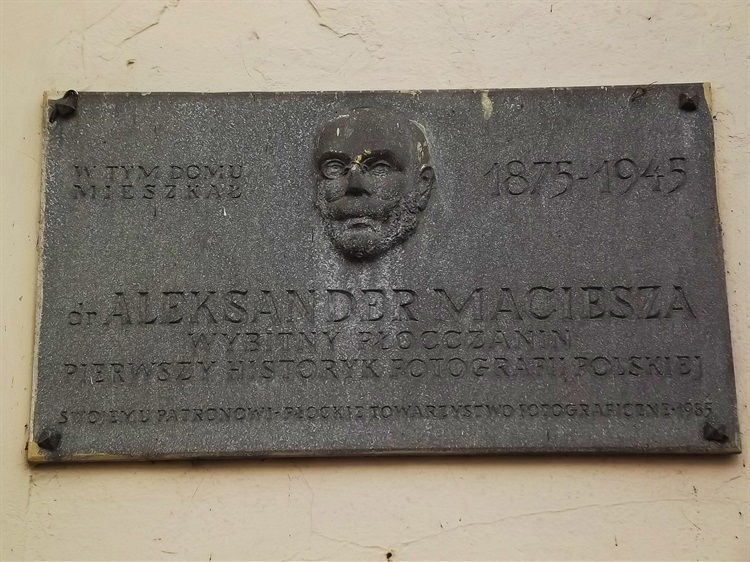 W TYM DOMU
MIESZKAŁ
1875-1945
dr ALEKSANDER MACIESZA
WYBITNY PŁOCCZANIN
PIERWSZY HISTORYK FOTOGRAFII POLSKIEJ
SWOJEMU PATRONOWI-PŁOCKIE TOWARZYSTWO FOTOGRAFICZNE·1985